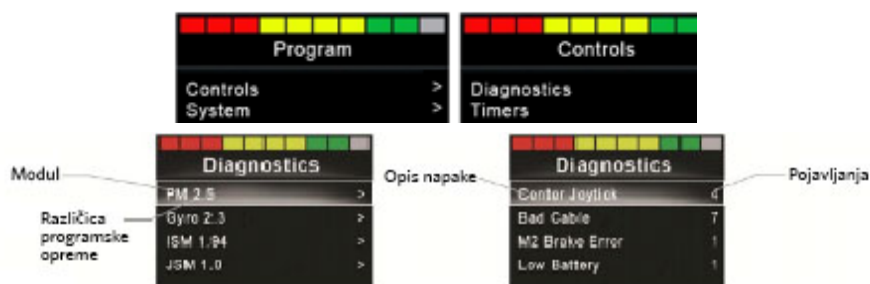 Program
Controls >
System >
Controls
Diagnostics
Timers
Modul
Različica
programske
opreme
Diagnostics
PM 2.5 >
Gyro 2.3 >
ISM 1.94 >
JSM 1.0 >
Opis napake
Pojavljanja
Diagnostics
Center Joytick 4
Bad Cable 7
M2 Brake Error 1
Low Battery 1